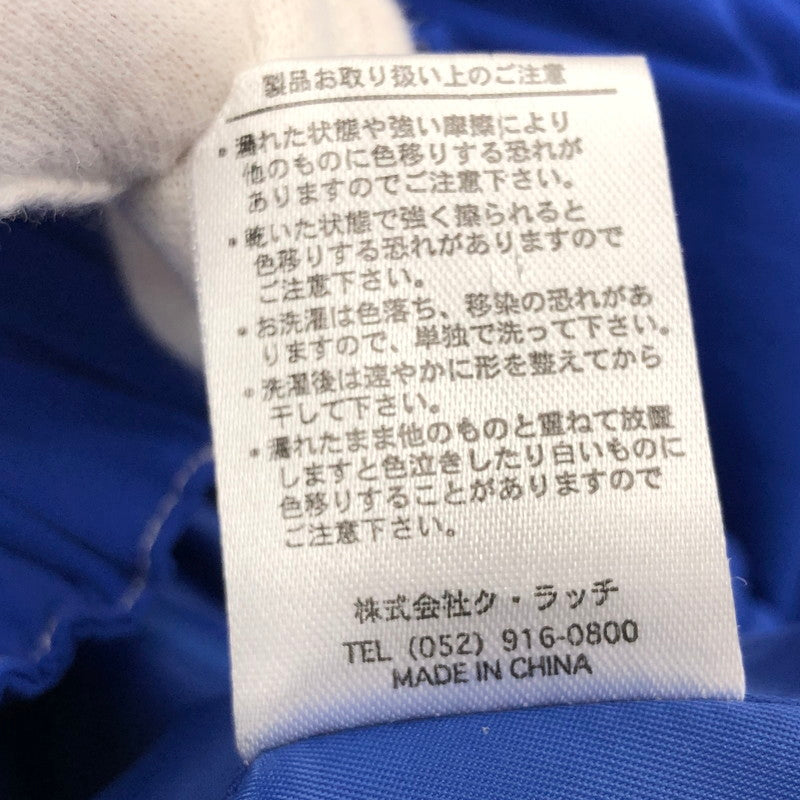 製品お取り扱い上のご注意
・濡れた状態や強い摩擦により
他のものに色移りする恐れが
ありますのでご注意下さい。
・乾いた状態で強く擦られると
色移りする恐れがありますので
ご注意下さい。
・お洗濯は色落ち、移染の恐れがあ
りますので、単独で洗って下さい。
・洗濯後は速やかに形を整えてから
干して下さい。
・濡れたまま他のものと重ねて放置
しますと色泣きしたり白いものに
色移りすることがありますので
ご注意下さい。
株式会社ク・ラッチ
TEL (052) 916-0800
MADE IN CHINA